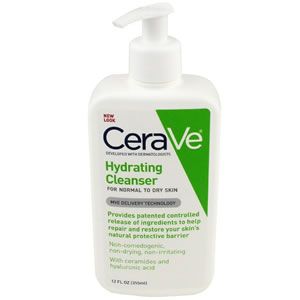 NEW
LOOK
CeraVe
DEVELOPED WITH DERMATOLOGISTS
Hydrating
Cleanser
FOR NORMAL TO DRY SKIN
MVE DELIVERY TECHNOLOGY
Provides patented controlled
release of ingredients to help
repair and restore your skin's
natural protective barrier
Non-comedogenic,
non-drying, non-irritating
With ceramides and
hyaluronic acid
12 FL OZ (355ml)